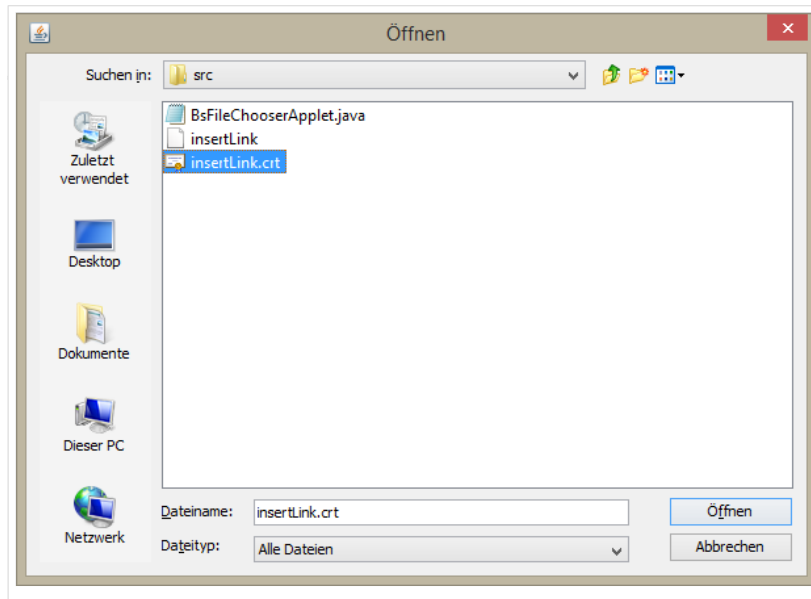 Öffnen
Suchen in: src
BsFileChooserApplet.java
insertLink
insertLink.crt
Zuletzt
verwendet
Desktop
Dokumente
Dieser PC
Netzwerk
Dateiname: insertLink.crt Öffnen
Dateityp: Alle Dateien Abbrechen